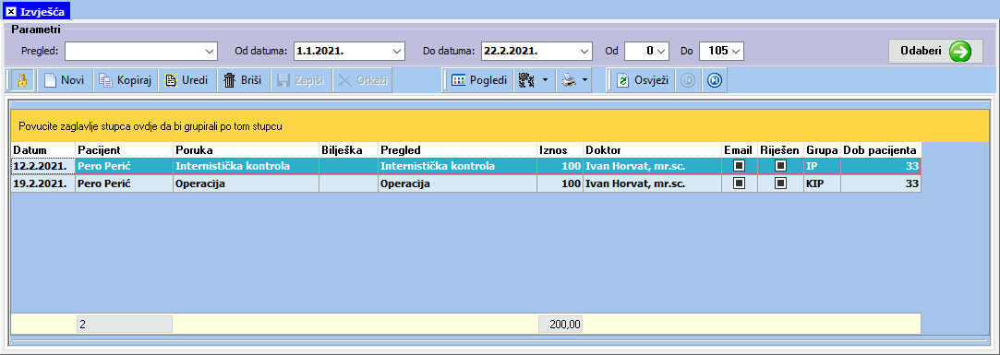 Izvješća
Parametri
Pregled: Od datuma: 1.1.2021. Do datuma: 22.2.2021. Od 0 Do 105 Odaberi
Novi Kopiraj Uredi Briši Zapiši Otkaži Pogledi Osvježi
Povucite zaglavlje stupca ovdje da bi grupirali po tom stupcu
Datum Pacijent Poruka Bilješka Pregled Iznos Doktor Email Riješen Grupa Dob pacijenta
12.2.2021. Pero Perić Internistička kontrola Internistička kontrola 100 Ivan Horvat, mr.sc. IP 33
19.2.2021. Pero Perić Operacija Operacija 100 Ivan Horvat, mr.sc. KIP 33
2 200,00